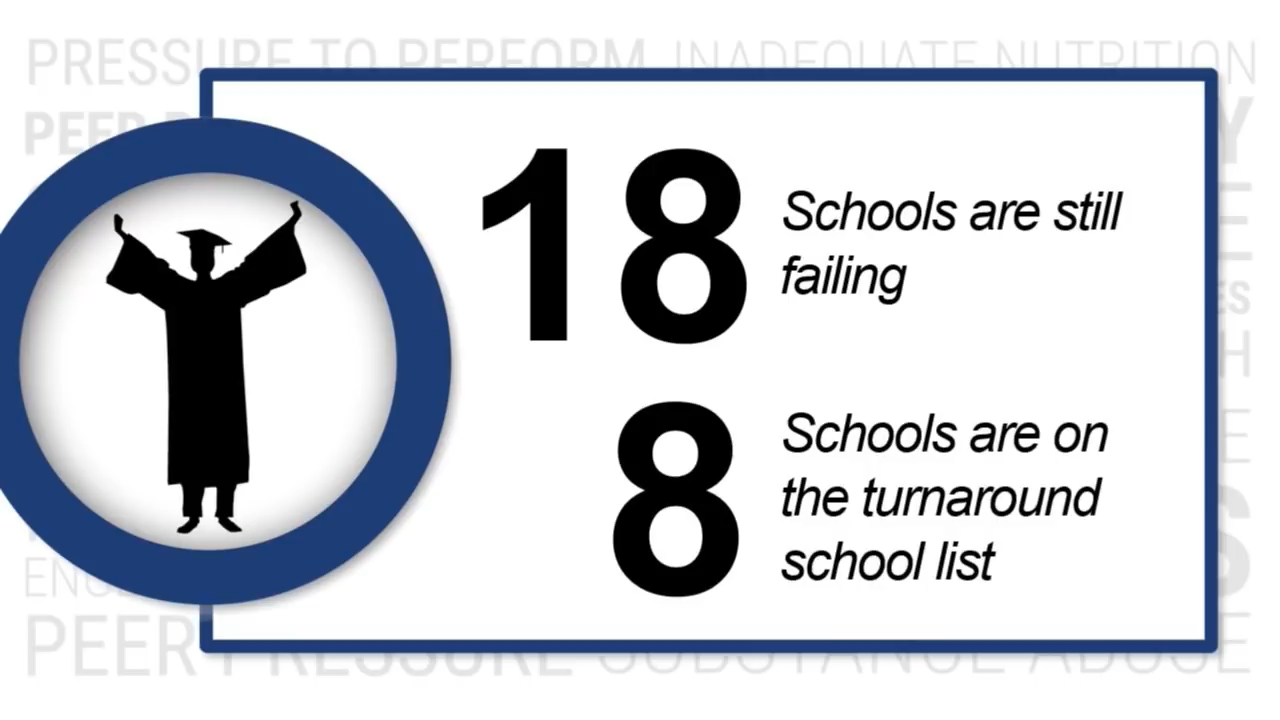 PRESSURE TO PERFORM INADEQUATE NUTRITION
PEER
18 Schools are still
failing
8 Schools are on
the turnaround
school list
PEER PRESSURE SUBSTANCE ABUSE